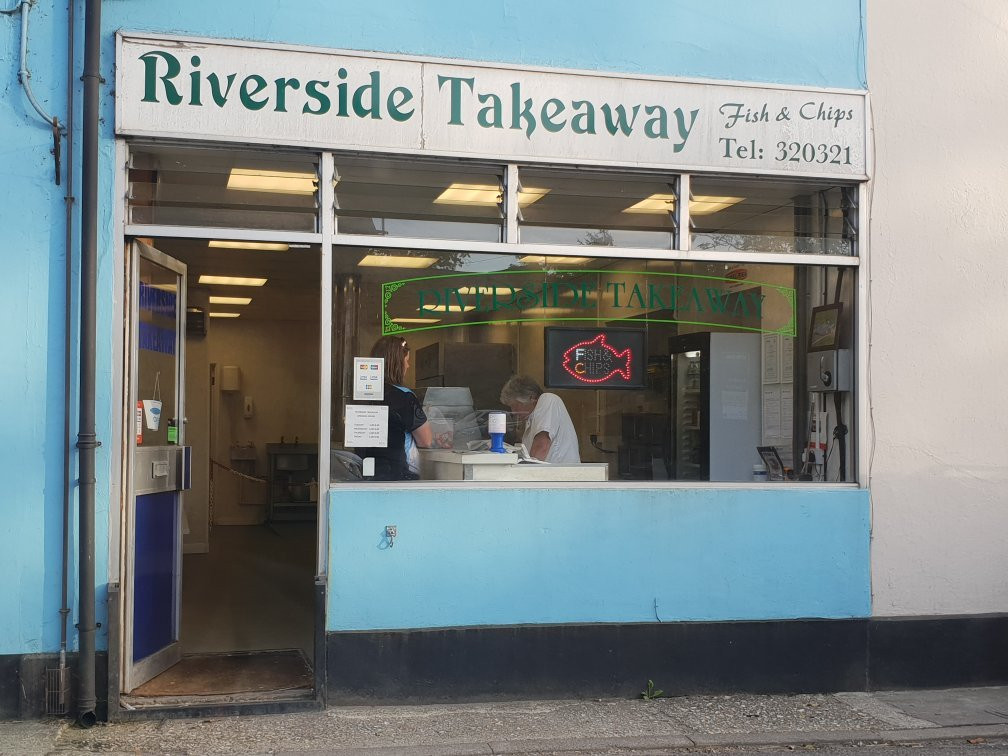 Riverside Takeaway
Fish & Chips
Tel: 320321
RIVERSIDE TAKEAWAY
FISH &
CHIPS